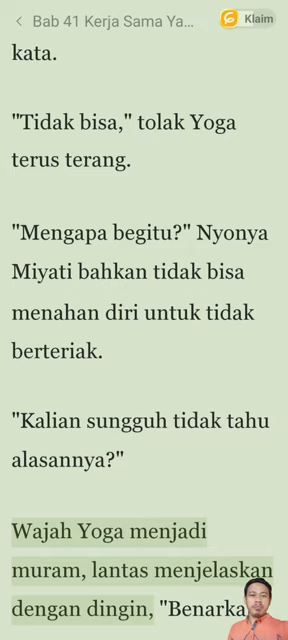 Bab 41 Kerja Sama Ya...
Klaim
kata.
"Tidak bisa," tolak Yoga
terus terang.
"Mengapa begitu?" Nyonya
Miyati bahkan tidak bisa
menahan diri untuk tidak
berteriak.
"Kalian sungguh tidak tahu
alasannya?"
Wajah Yoga menjadi
muram, lantas menjelaskan
dengan dingin, "Benarka